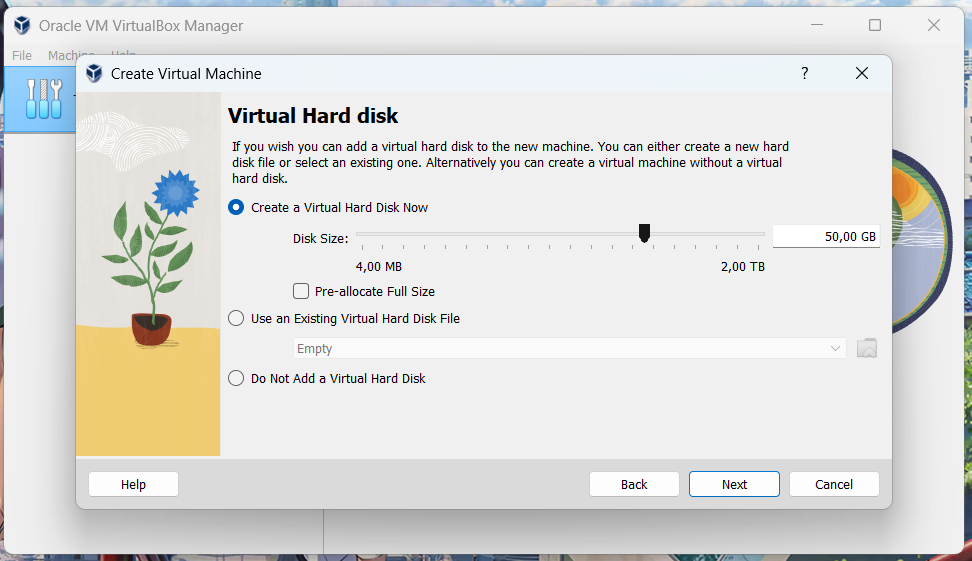 Oracle VM VirtualBox Manager
File Machine Help
Create Virtual Machine
?
Virtual Hard disk
If you wish you can add a virtual hard disk to the new machine. You can either create a new hard
disk file or select an existing one. Alternatively you can create a virtual machine without a virtual
hard disk.
Create a Virtual Hard Disk Now
Disk Size:
50,00 GB
4,00 MB
2,00 TB
Pre-allocate Full Size
Use an Existing Virtual Hard Disk File
Empty
Do Not Add a Virtual Hard Disk
Help
Back
Next
Cancel